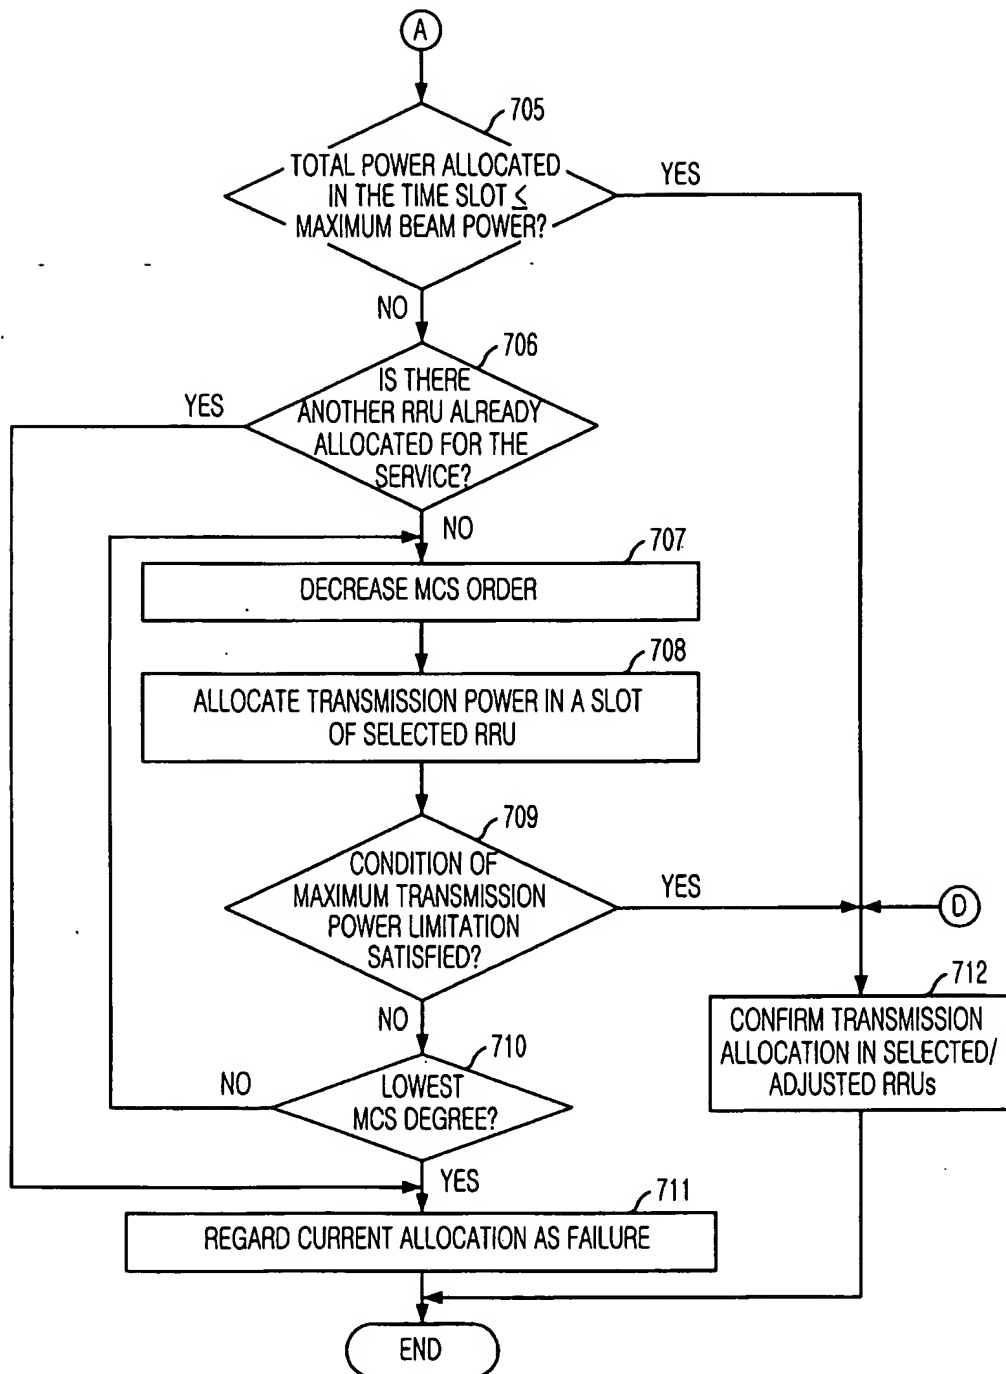 A
705
TOTAL POWER ALLOCATED
IN THE TIME SLOT ≤
MAXIMUM BEAM POWER?
YES
NO
706
IS THERE
ANOTHER RRU ALREADY
ALLOCATED FOR THE
SERVICE?
YES
NO
707
DECREASE MCS ORDER
708
ALLOCATE TRANSMISSION POWER IN A SLOT
OF SELECTED RRU
709
CONDITION OF
MAXIMUM TRANSMISSION
POWER LIMITATION
SATISFIED?
YES
D
NO
712
CONFIRM TRANSMISSION
ALLOCATION IN SELECTED/
ADJUSTED RRUs
710
LOWEST
MCS DEGREE?
NO
YES
711
REGARD CURRENT ALLOCATION AS FAILURE
END